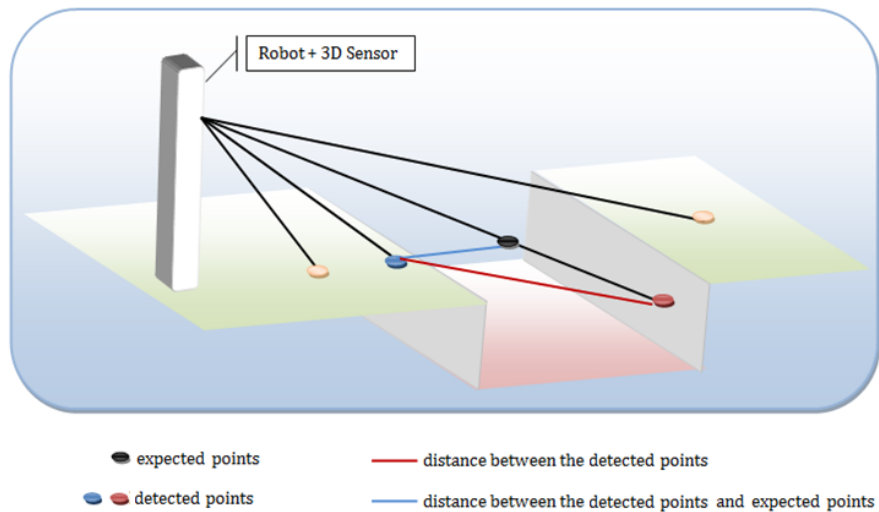 Robot + 3D Sensor
expected points
distance between the detected points
detected points
distance between the detected points and expected points